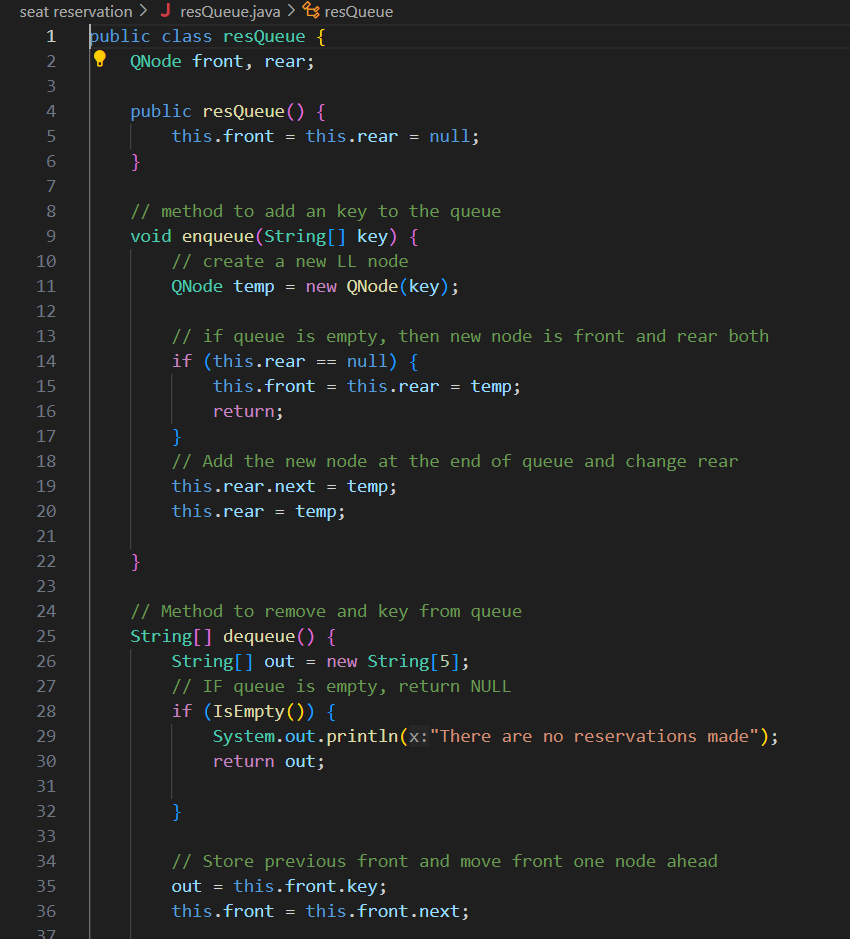 seat reservation > resQueue.java > resQueue
1 public class resQueue {
2     QNode front, rear;
3
4     public resQueue() {
5         this.front = this.rear = null;
6     }
7
8     // method to add an key to the queue
9     void enqueue(String[] key) {
10         // create a new LL node
11         QNode temp = new QNode(key);
12
13         // if queue is empty, then new node is front and rear both
14         if (this.rear == null) {
15             this.front = this.rear = temp;
16             return;
17         }
18         // Add the new node at the end of queue and change rear
19         this.rear.next = temp;
20         this.rear = temp;
21
22     }
23
24     // Method to remove and key from queue
25     String[] dequeue() {
26         String[] out = new String[5];
27         // IF queue is empty, return NULL
28         if (IsEmpty()) {
29             System.out.println(x:"There are no reservations made");
30             return out;
31
32         }
33
34         // Store previous front and move front one node ahead
35         out = this.front.key;
36         this.front = this.front.next;
37